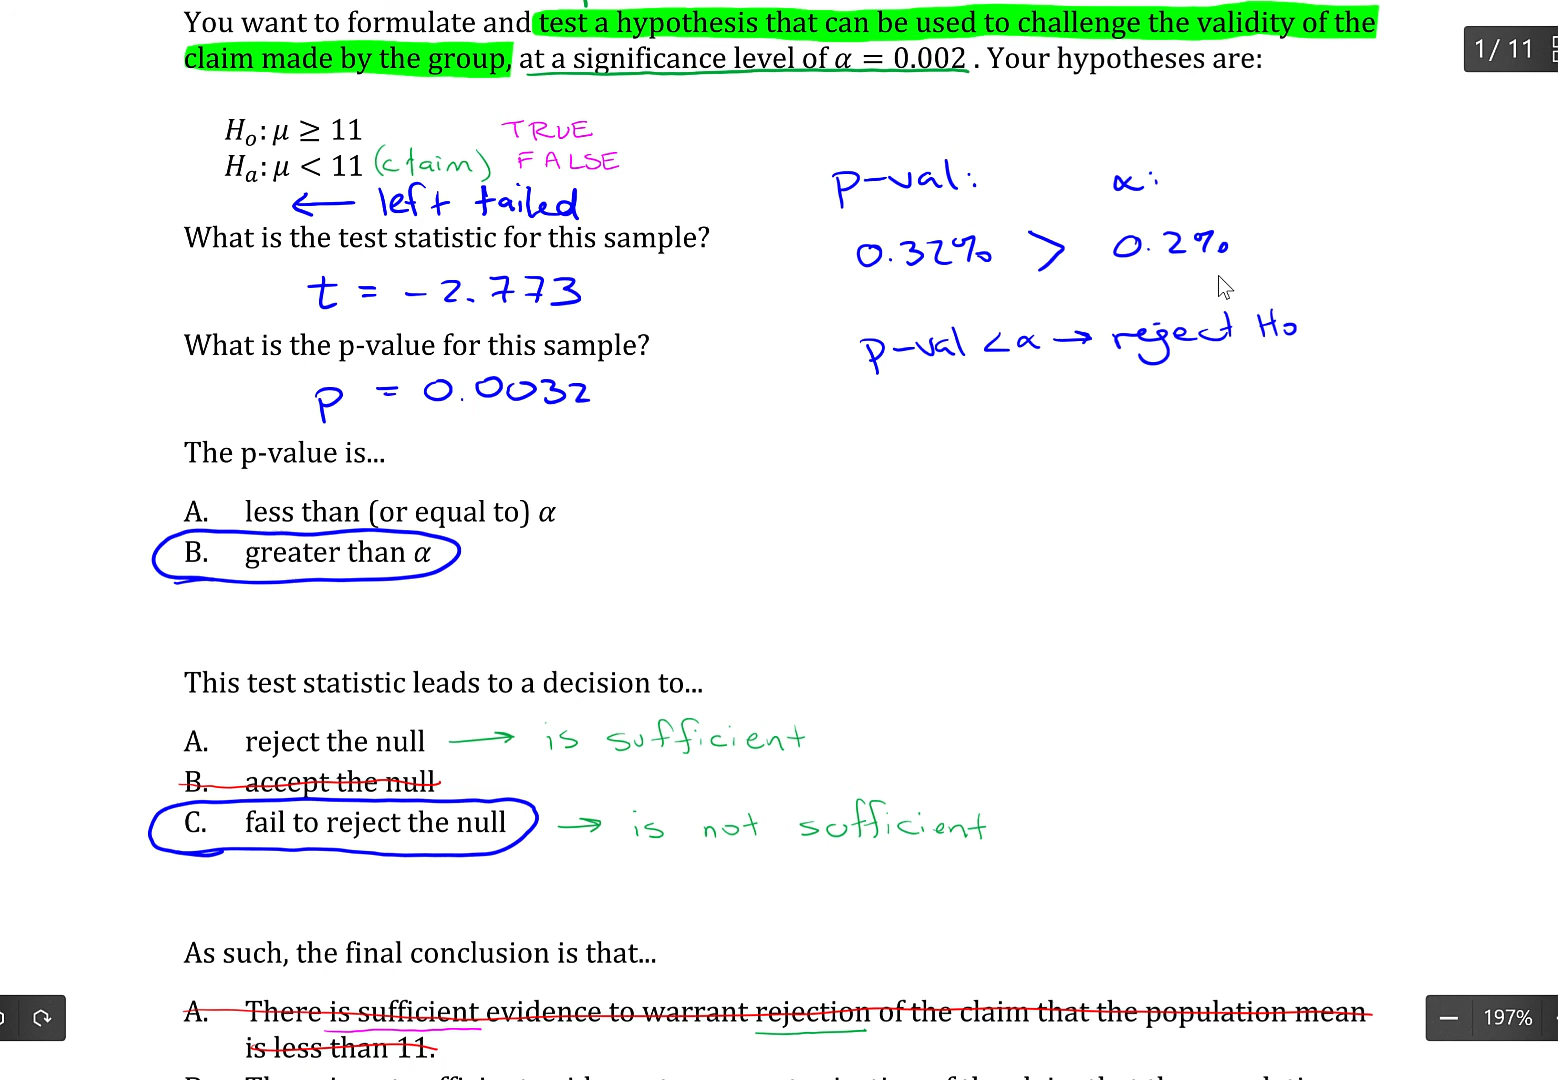 You want to formulate and test a hypothesis that can be used to challenge the validity of the
claim made by the group, at a significance level of α = 0.002 . Your hypotheses are:
1 / 11
Hₒ: μ ≥ 11 TRUE
Hₐ: μ < 11 (claim) FALSE
← left tailed
p-val: α:
What is the test statistic for this sample?
0.32% > 0.2%
t = -2.773
p-val < α → reject Ho
What is the p-value for this sample?
p = 0.0032
The p-value is...
A. less than (or equal to) α
B. greater than α
This test statistic leads to a decision to...
A. reject the null → is sufficient
B. accept the null
C. fail to reject the null → is not sufficient
As such, the final conclusion is that...
A. There is sufficient evidence to warrant rejection of the claim that the population mean
is less than 11.
197%